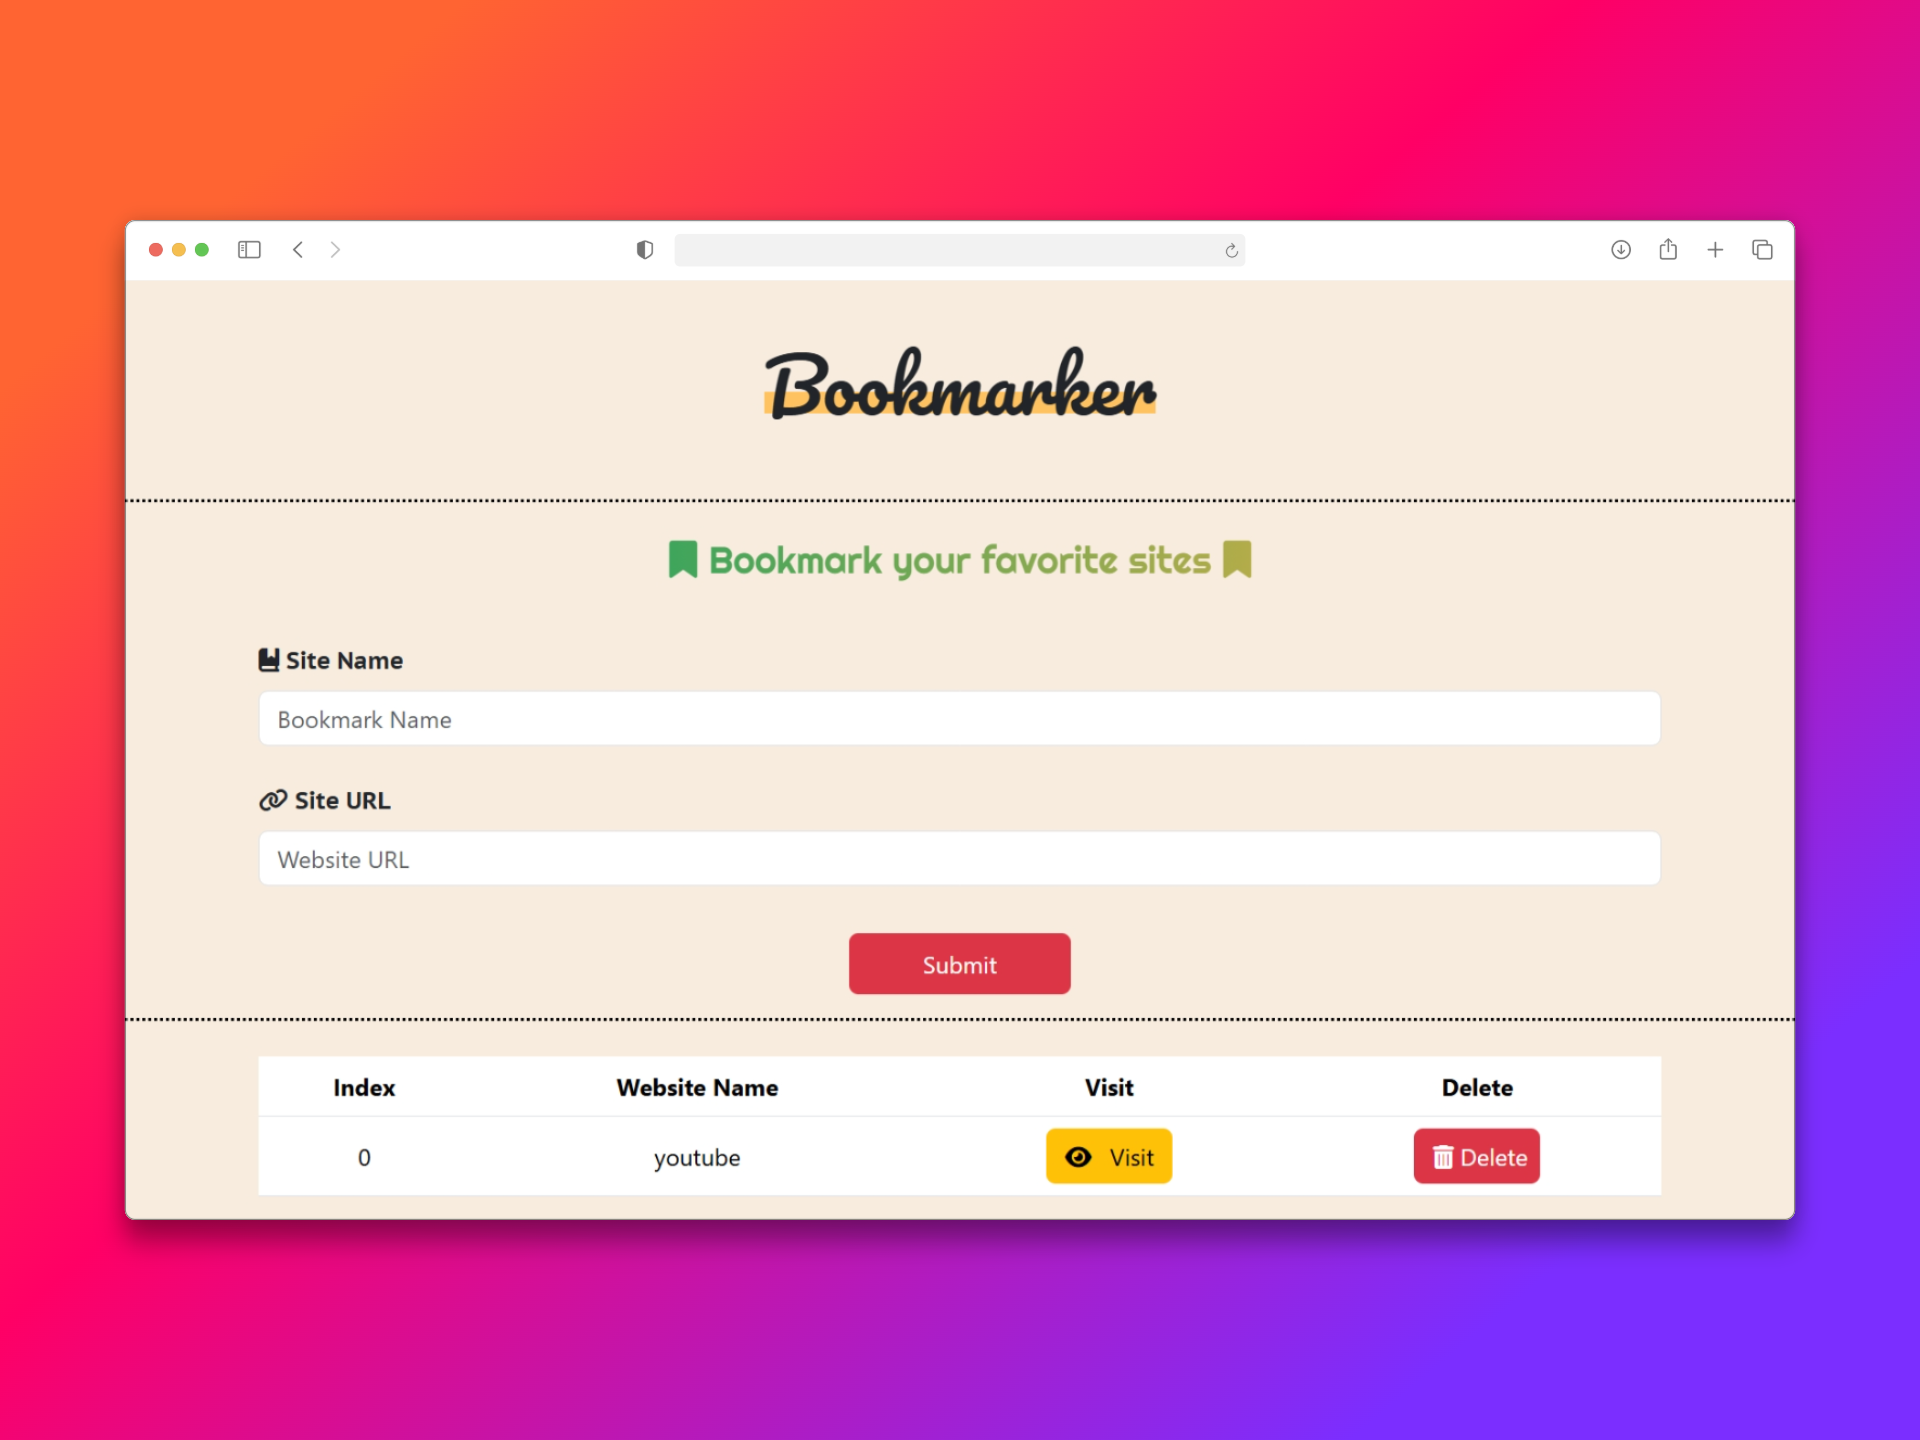 Bookmarker
Bookmark your favorite sites
Site Name
Bookmark Name
Site URL
Website URL
Submit
Index Website Name Visit Delete
0 youtube Visit Delete